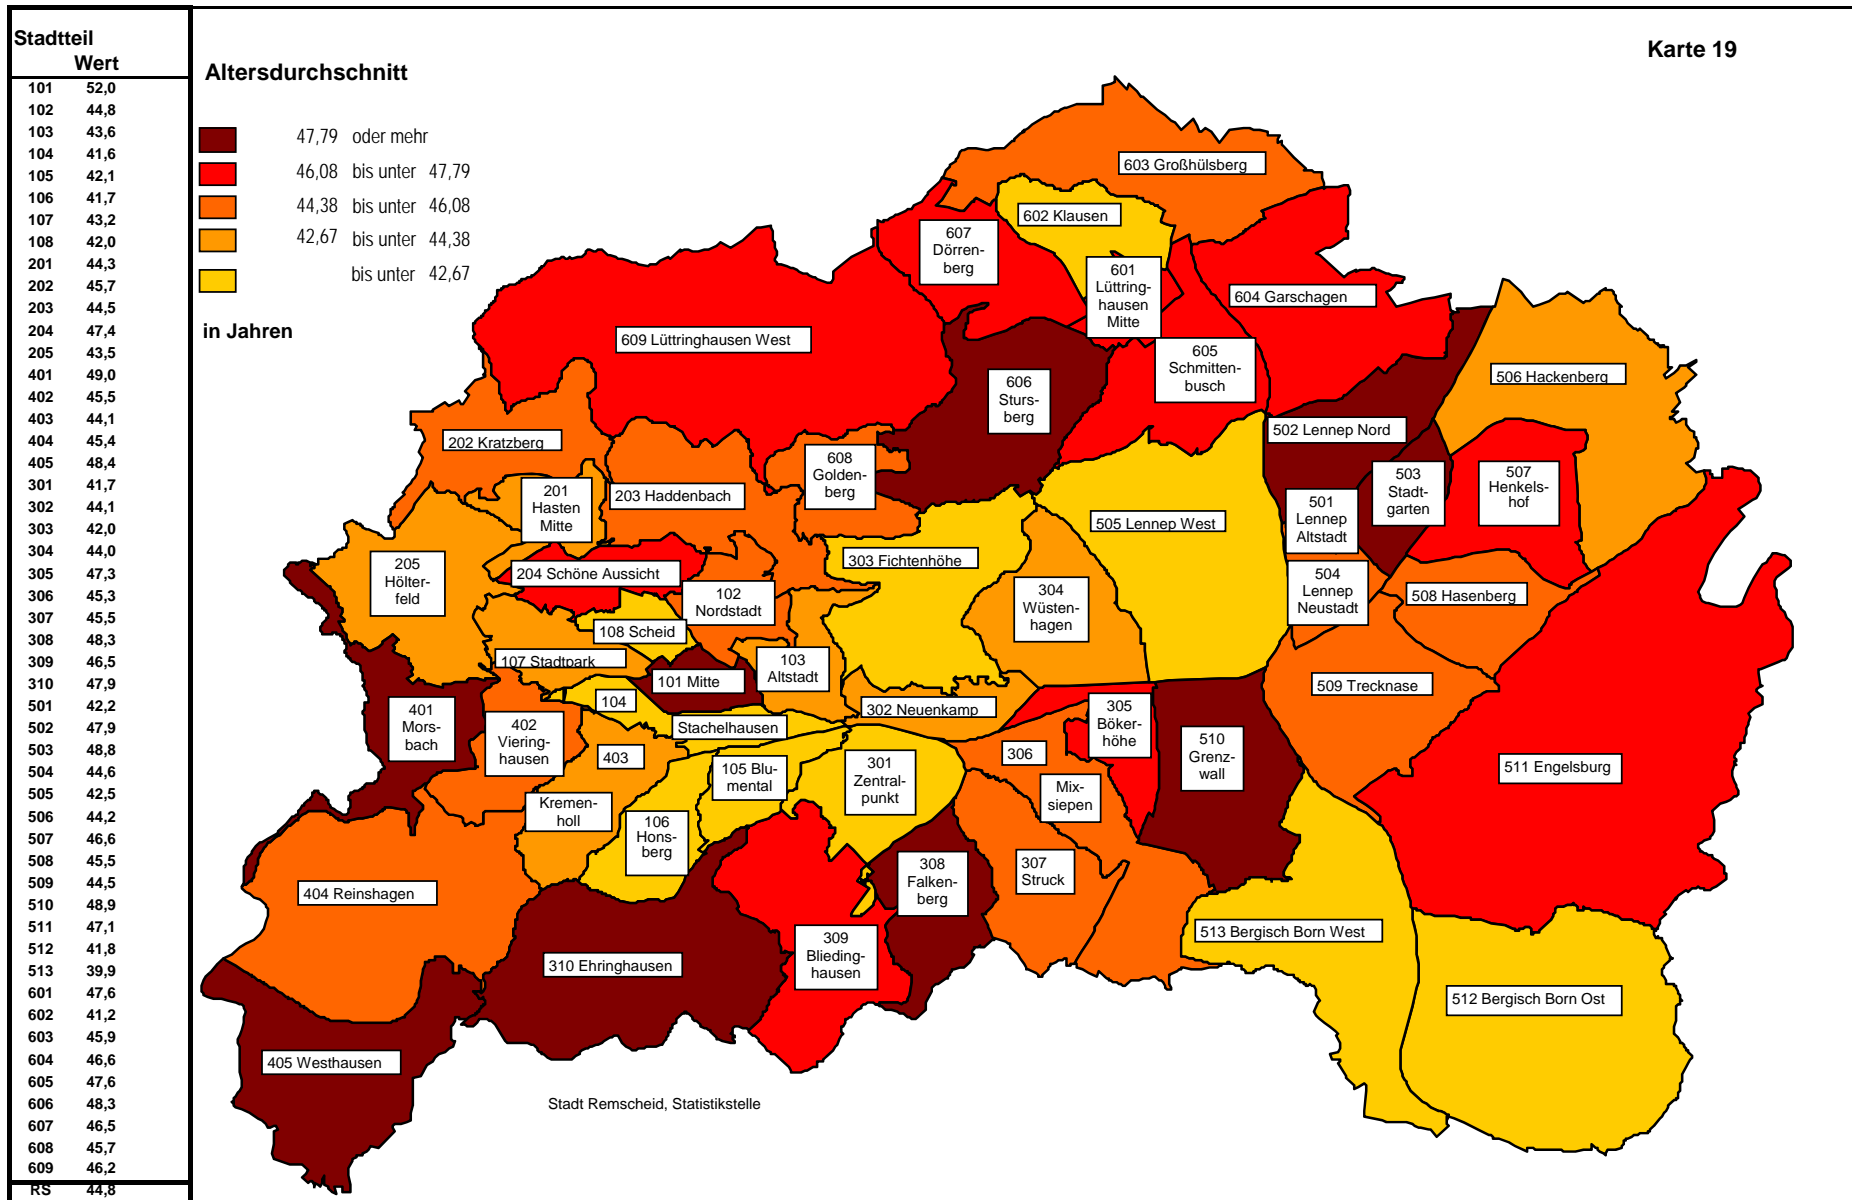 Stadtteil
Wert
101 52,0
102 44,8
103 43,6
104 41,6
105 42,1
106 41,7
107 43,2
108 42,0
201 44,3
202 45,7
203 44,5
204 47,4
205 43,5
401 49,0
402 45,5
403 44,1
404 45,4
405 48,4
301 41,7
302 44,1
303 42,0
304 44,0
305 47,3
306 45,3
307 45,5
308 48,3
309 46,5
310 47,9
501 42,2
502 47,9
503 48,8
504 44,6
505 42,5
506 44,2
507 46,6
508 45,5
509 44,5
510 48,9
511 47,1
512 41,8
513 39,9
601 47,6
602 41,2
603 45,9
604 46,6
605 47,6
606 48,3
607 46,5
608 45,7
609 46,2
RS 44,8
Karte 19
Altersdurchschnitt
47,79 oder mehr
46,08 bis unter 47,79
44,38 bis unter 46,08
42,67 bis unter 44,38
bis unter 42,67
in Jahren
603 Großhülsberg
602 Klausen
607
Dörren-
berg
601
Lüttring-
hausen
Mitte
604 Garschagen
609 Lüttringhausen West
605
Schmitten-
busch
606
Sturs-
berg
506 Hackenberg
502 Lennep Nord
202 Kratzberg
608
Golden-
berg
503
Stadt-
garten
507
Henkels-
hof
201
Hasten
Mitte
203 Haddenbach
501
Lennep
Altstadt
505 Lennep West
205
Hölter-
feld
303 Fichtenhöhe
204 Schöne Aussicht
504
Lennep
Neustadt
508 Hasenberg
102
Nordstadt
304
Wüsten-
hagen
108 Scheid
107 Stadtpark
103
Altstadt
101 Mitte
509 Trecknase
104
Stachelhausen
302 Neuenkamp
401
Mors-
bach
402
Viering-
hausen
305
Böker-
höhe
403
Kremen-
holl
306
Mix-
siepen
510
Grenz-
wall
511 Engelsburg
105 Blu-
mental
301
Zentral-
punkt
106
Hons-
berg
308
Falken-
berg
307
Struck
404 Reinshagen
513 Bergisch Born West
309
Blieding-
hausen
310 Ehringhausen
512 Bergisch Born Ost
405 Westhausen
Stadt Remscheid, Statistikstelle